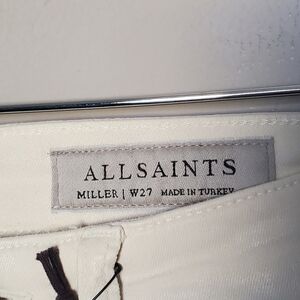 ALLSAINTS
MILLER | W27 MADE IN TURKEY